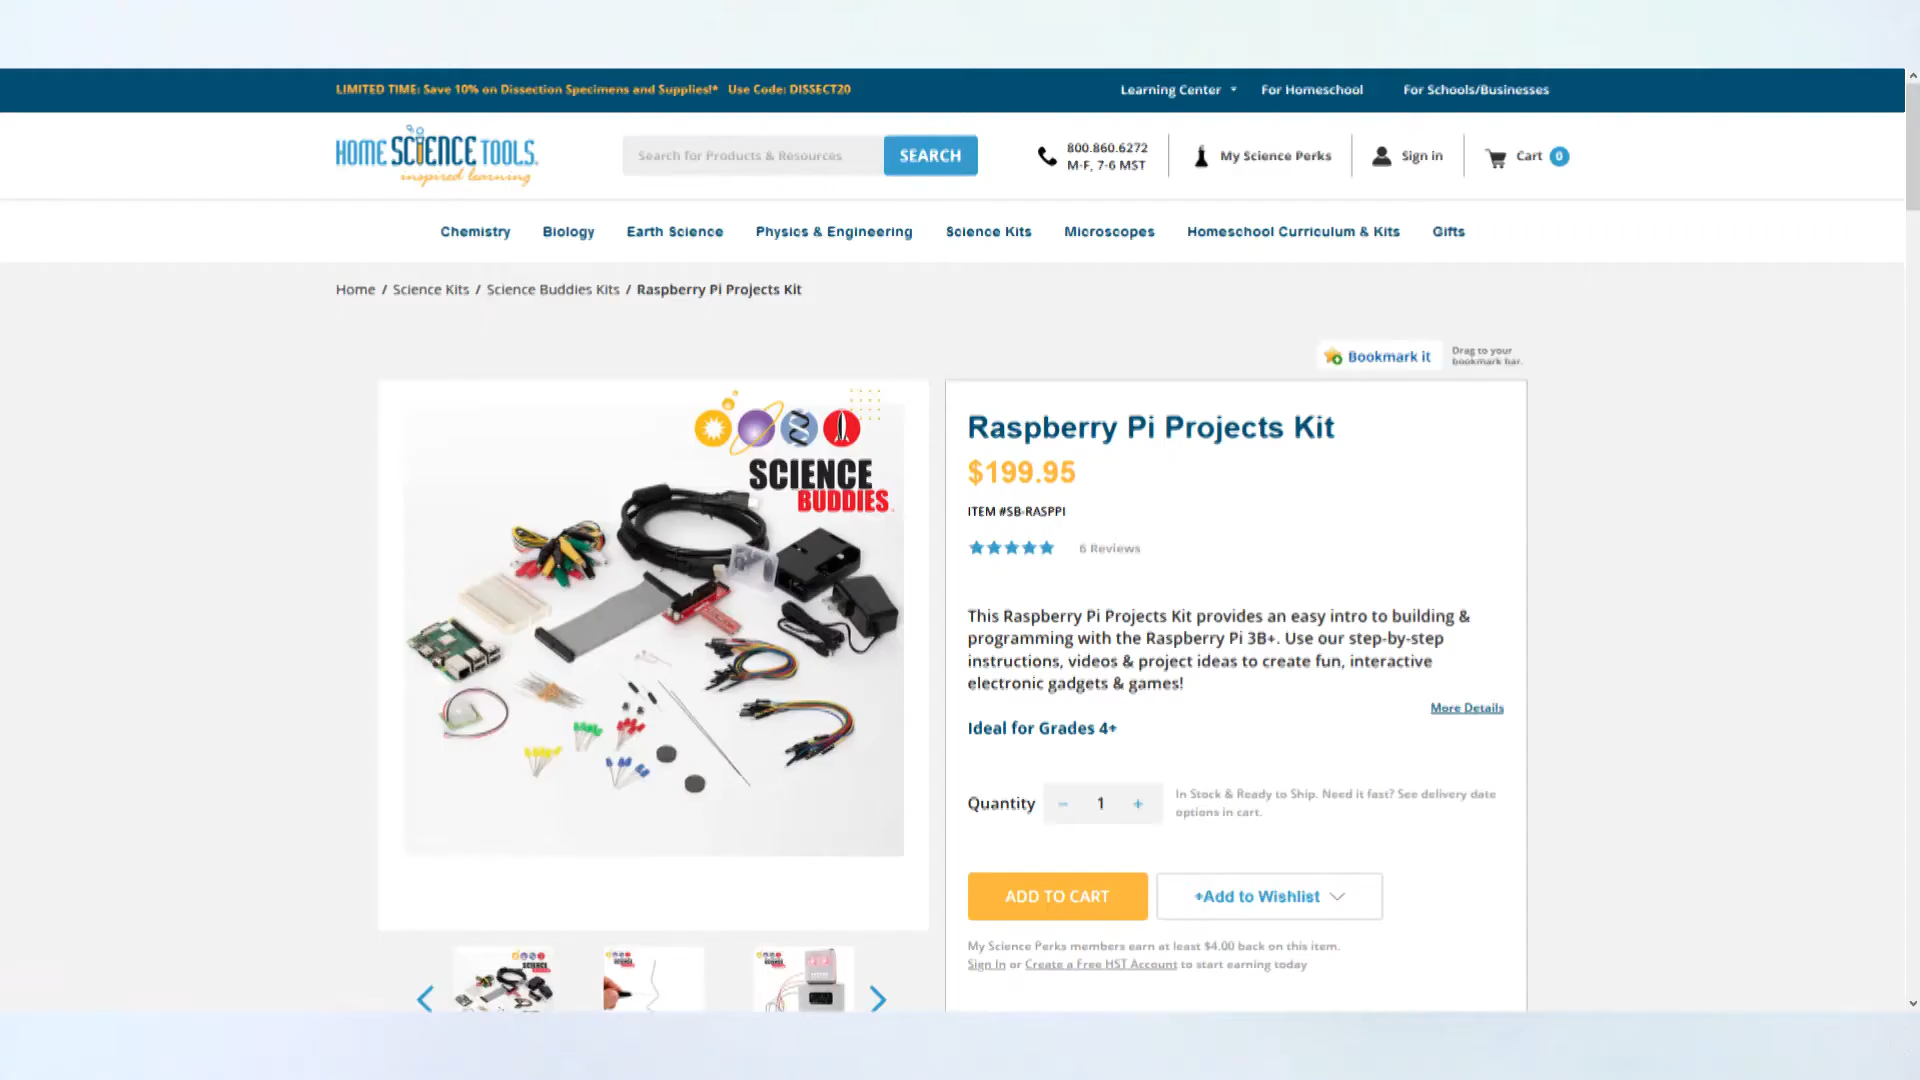 LIMITED TIME: Save 10% on Dissection Specimens and Supplies!* Use Code: DISSECT20
Learning Center
For Homeschool
For Schools/Businesses
HOME SCIENCE TOOLS.
inspired learning
Search for Products & Resources
SEARCH
800.860.6272
M-F, 7-6 MST
My Science Perks
Sign in
Cart 0
Chemistry
Biology
Earth Science
Physics & Engineering
Science Kits
Microscopes
Homeschool Curriculum & Kits
Gifts
Home / Science Kits / Science Buddies Kits / Raspberry Pi Projects Kit
Bookmark it
Drag to your
bookmark bar.
SCIENCE
BUDDIES
Raspberry Pi Projects Kit
$199.95
ITEM #SB-RASPPI
6 Reviews
This Raspberry Pi Projects Kit provides an easy intro to building &
programming with the Raspberry Pi 3B+. Use our step-by-step
instructions, videos & project ideas to create fun, interactive
electronic gadgets & games!
More Details
Ideal for Grades 4+
Quantity
− 1 +
In Stock & Ready to Ship. Need it fast? See delivery date
options in cart.
ADD TO CART
+Add to Wishlist
My Science Perks members earn at least $4.00 back on this item.
Sign In or Create a Free HST Account to start earning today
SCIENCE